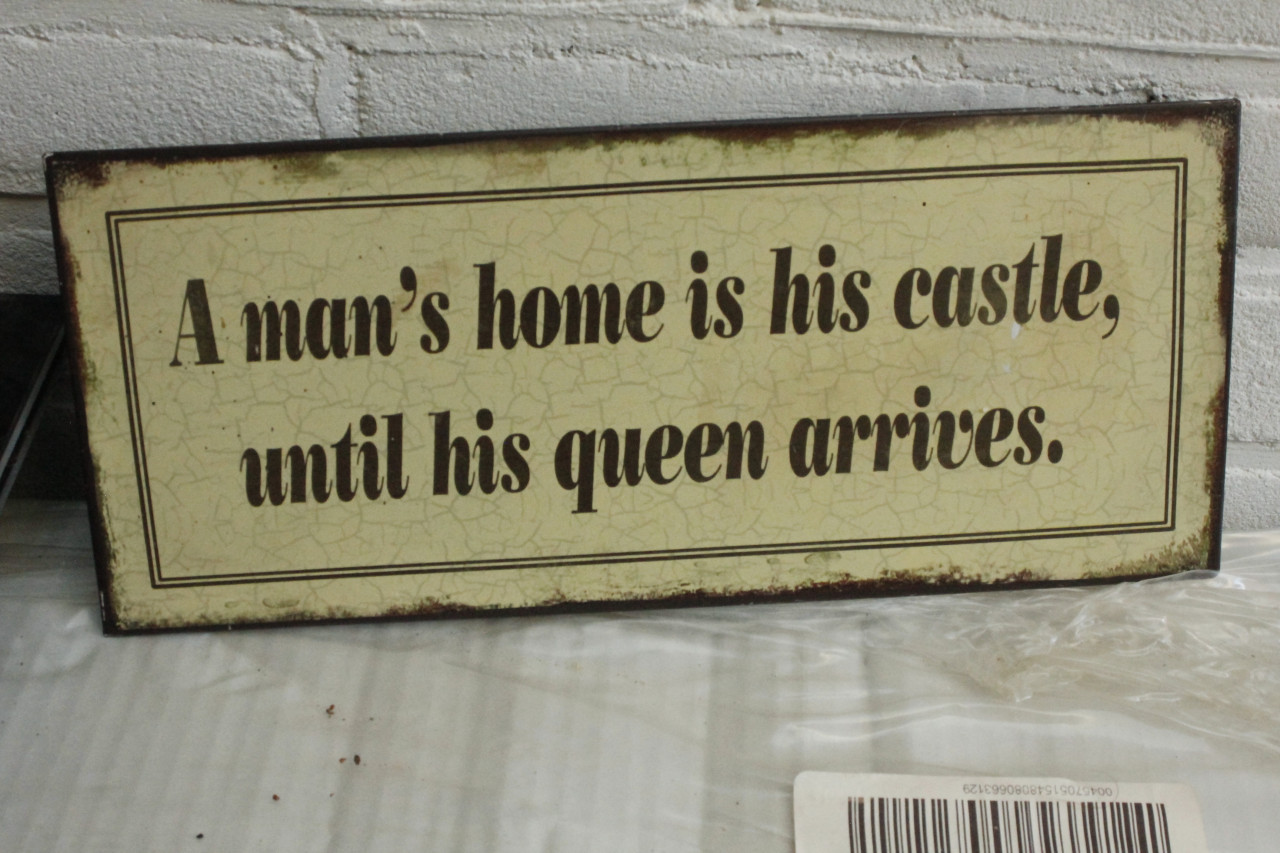 A man's home is his castle,
until his queen arrives.